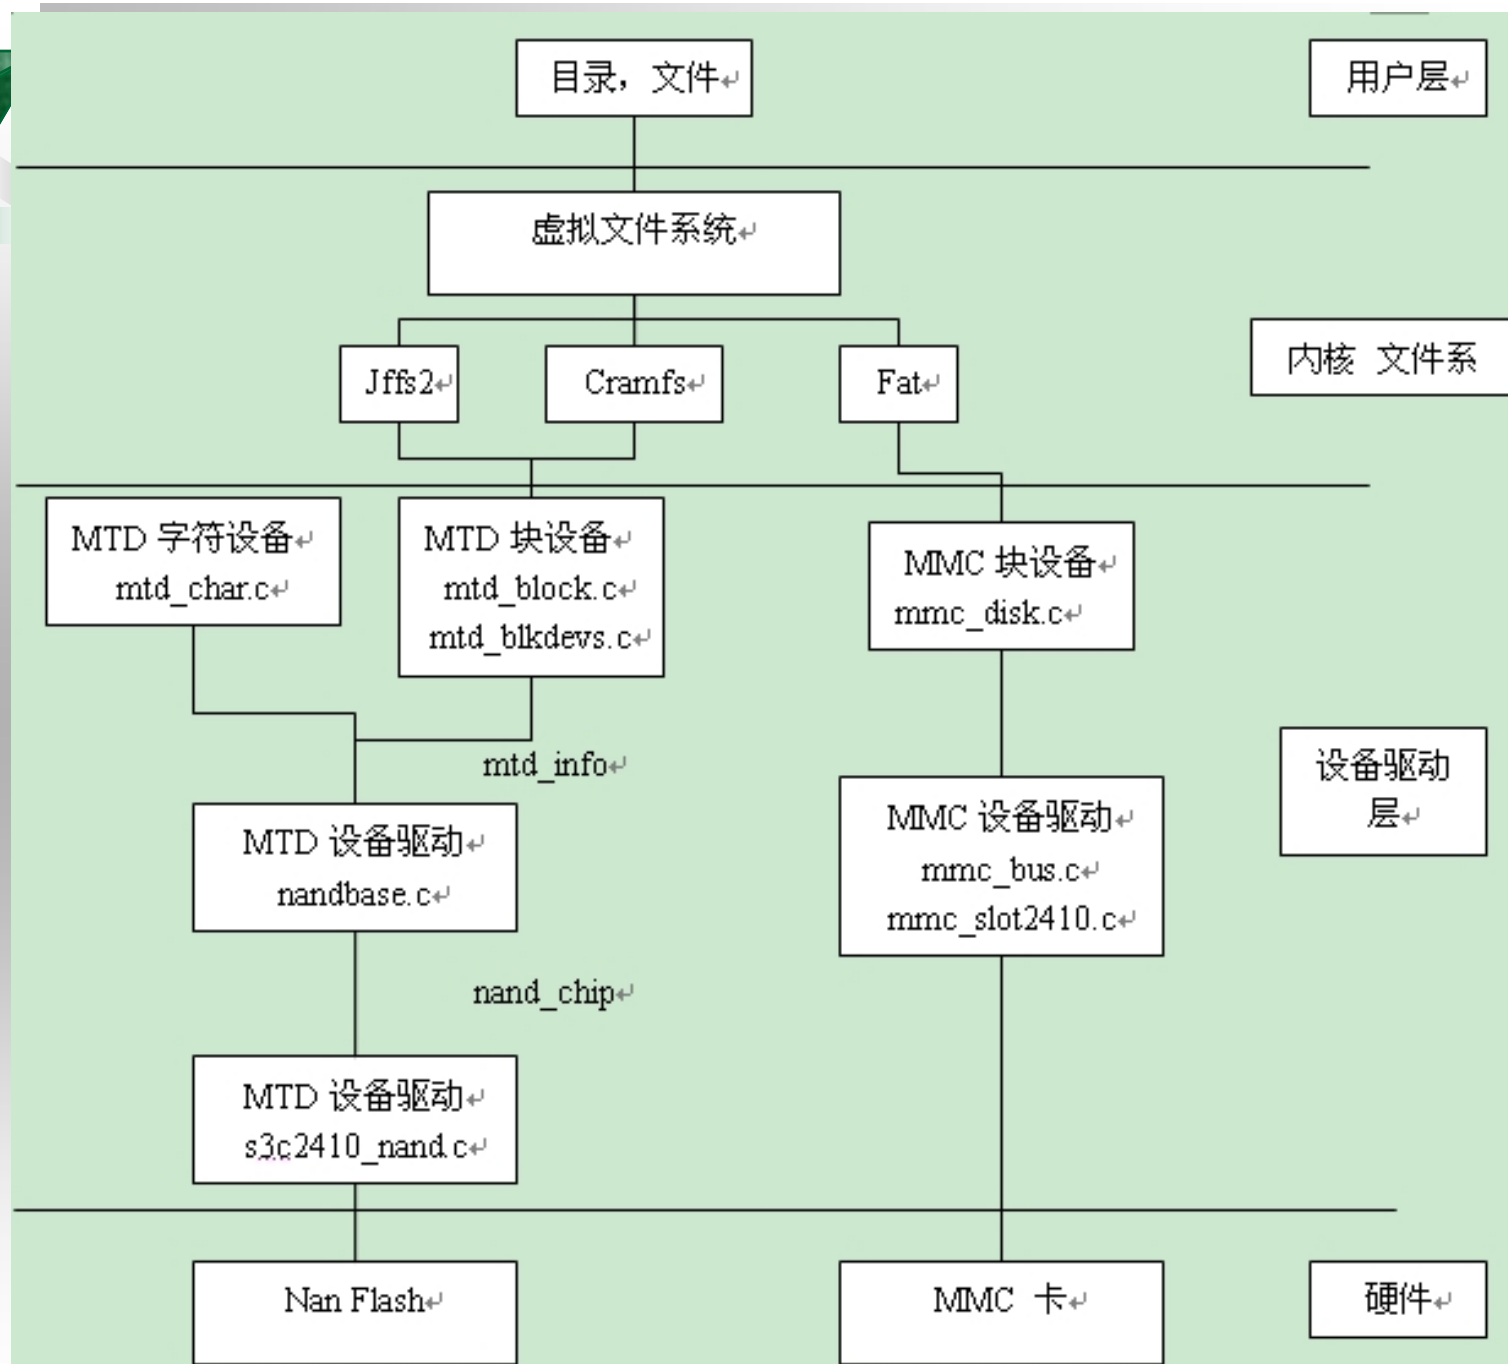 目录，文件
用户层
虚拟文件系统
内核 文件系
Jffs2
Cramfs
Fat
MTD 字符设备
mtd_char.c
MTD 块设备
mtd_block.c
mtd_blkdevs.c
MMC 块设备
mmc_disk.c
mtd_info
设备驱动
层
MTD 设备驱动
nandbase.c
MMC 设备驱动
mmc_bus.c
mmc_slot2410.c
nand_chip
MTD 设备驱动
s3c2410_nand.c
Nan Flash
MMC 卡
硬件